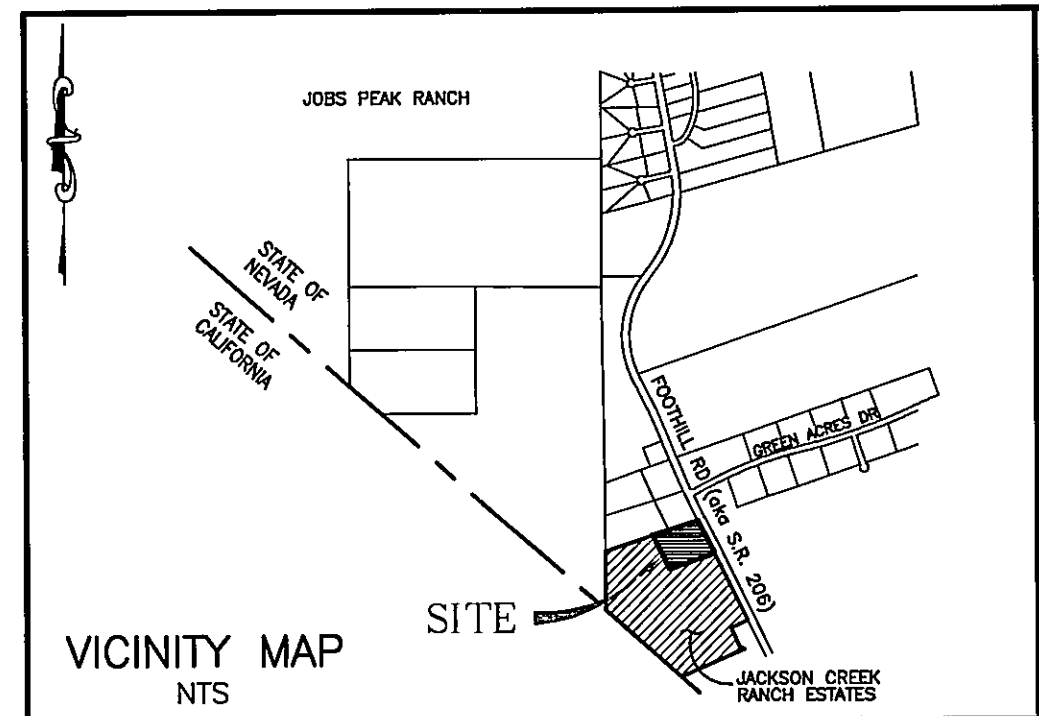 JOBS PEAK RANCH
STATE OF
NEVADA
STATE OF
CALIFORNIA
FOOTHILL RD (aka S.R. 206)
GREEN ACRES DR
SITE
VICINITY MAP
NTS
JACKSON CREEK
RANCH ESTATES